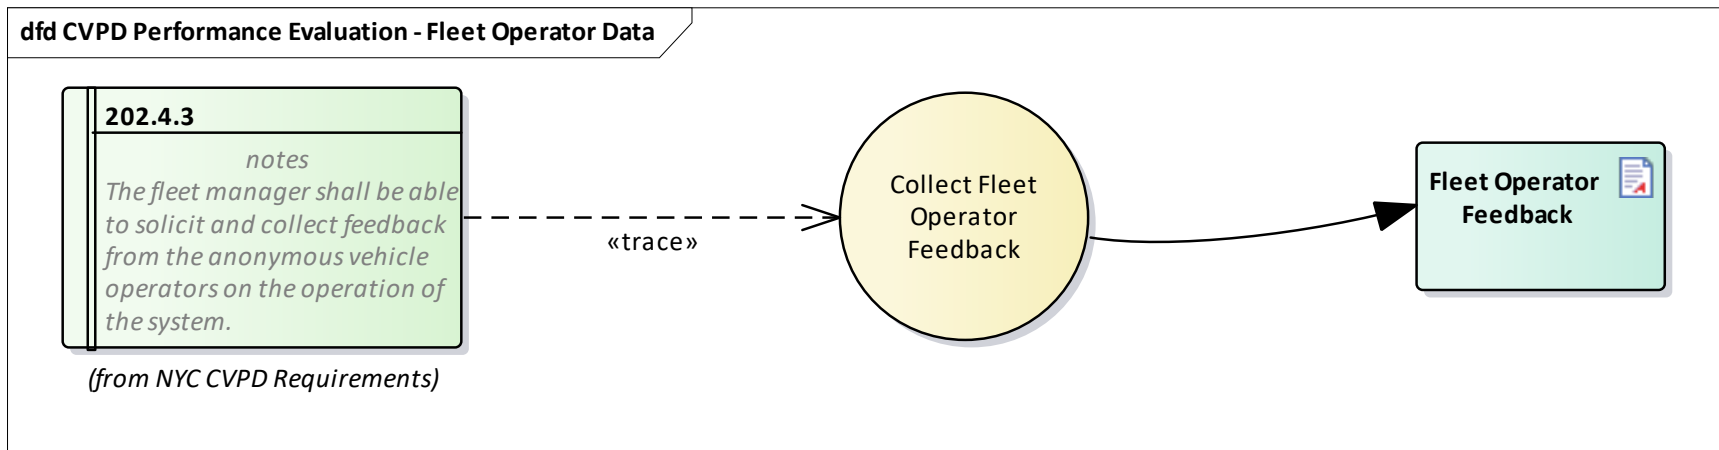 dfd CVPD Performance Evaluation - Fleet Operator Data
202.4.3
notes
The fleet manager shall be able
to solicit and collect feedback
from the anonymous vehicle
operators on the operation of
the system.
(from NYC CVPD Requirements)
«trace»
Collect Fleet
Operator
Feedback
Fleet Operator
Feedback